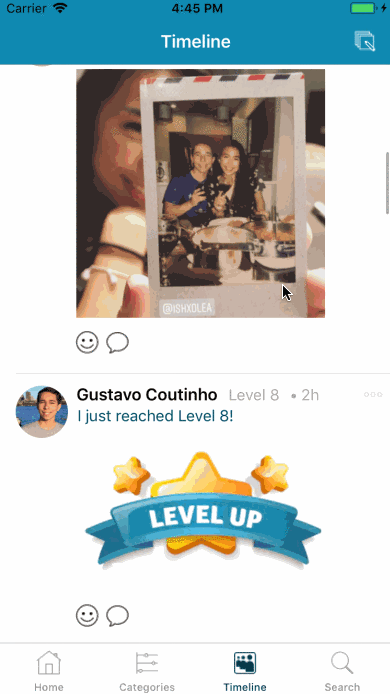 Carrier 4:45 PM
Timeline
@ISHXDLEA
Gustavo Coutinho Level 8 • 2h
I just reached Level 8!
LEVEL UP
Home Categories Timeline Search